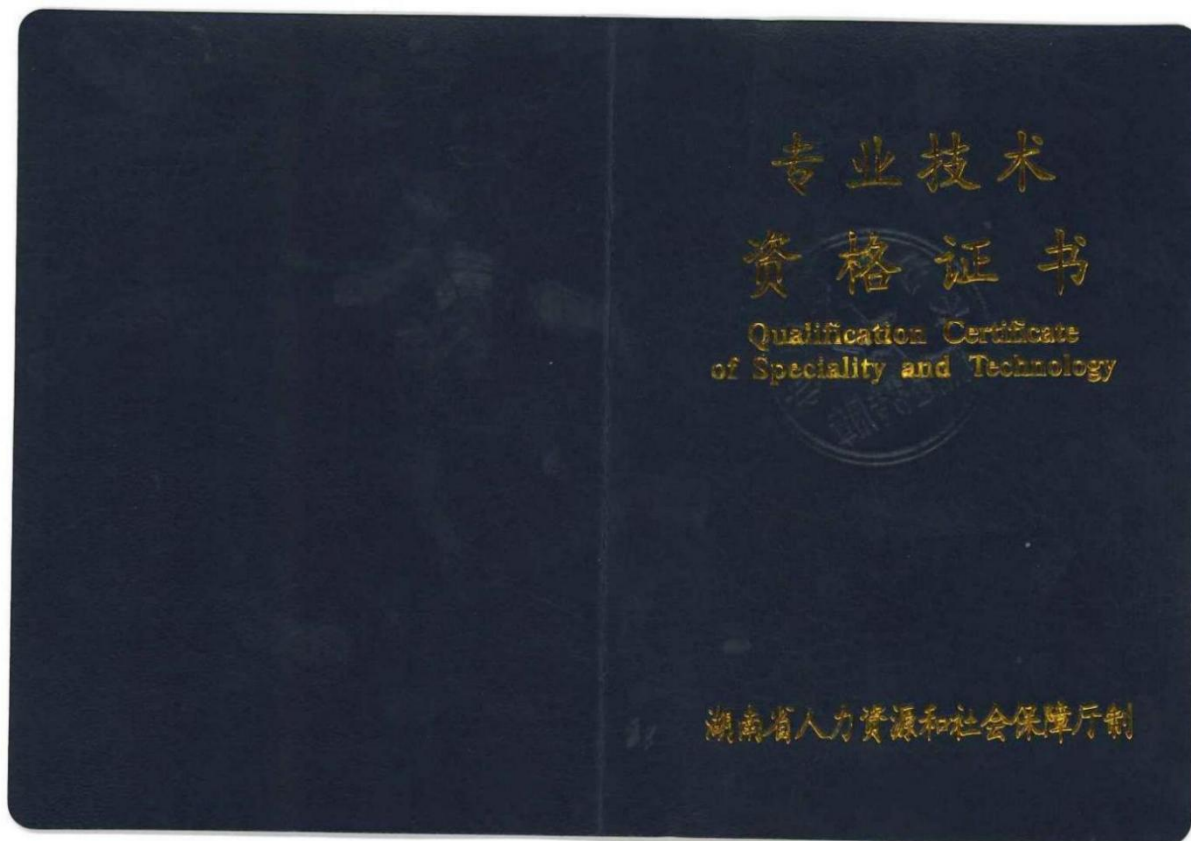 专业技术
资格证书
Qualification Certificate
of Speciality and Technology
湖南省人力资源和社会保障厅制